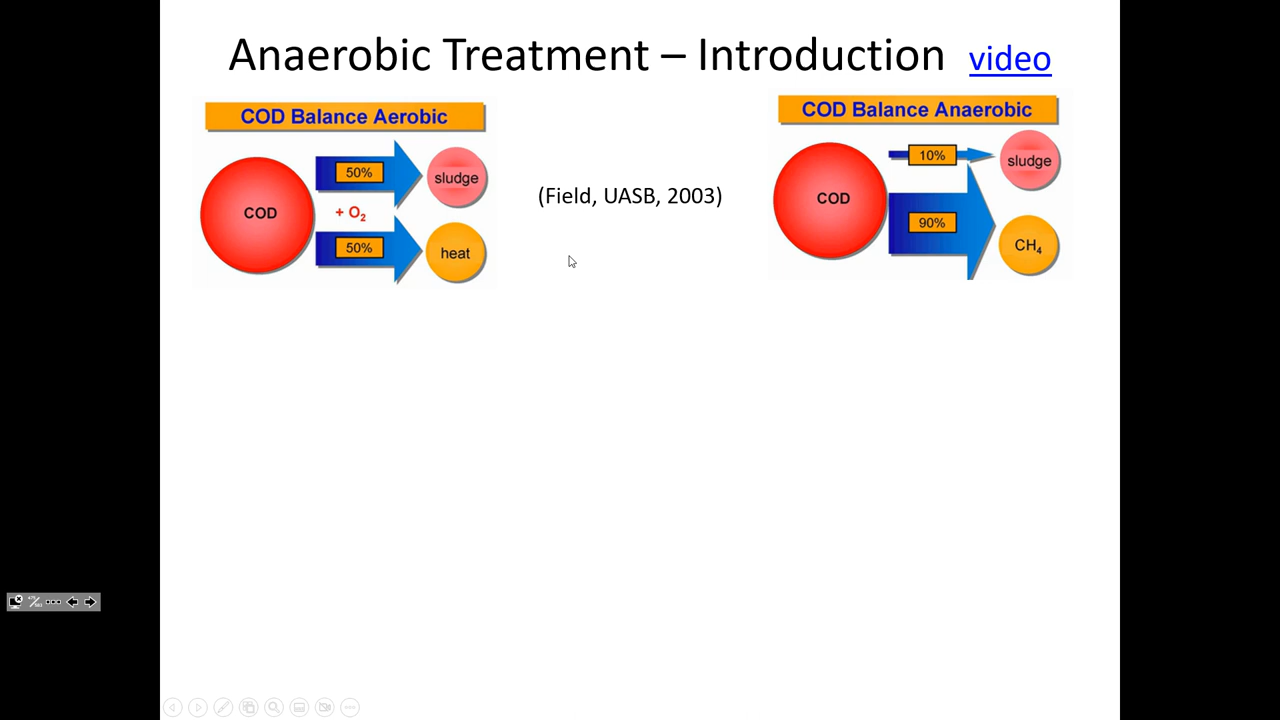 Anaerobic Treatment – Introduction video
COD Balance Aerobic
COD
50%
sludge
+ O₂
50%
heat
(Field, UASB, 2003)
COD Balance Anaerobic
COD
10%
sludge
90%
CH₄